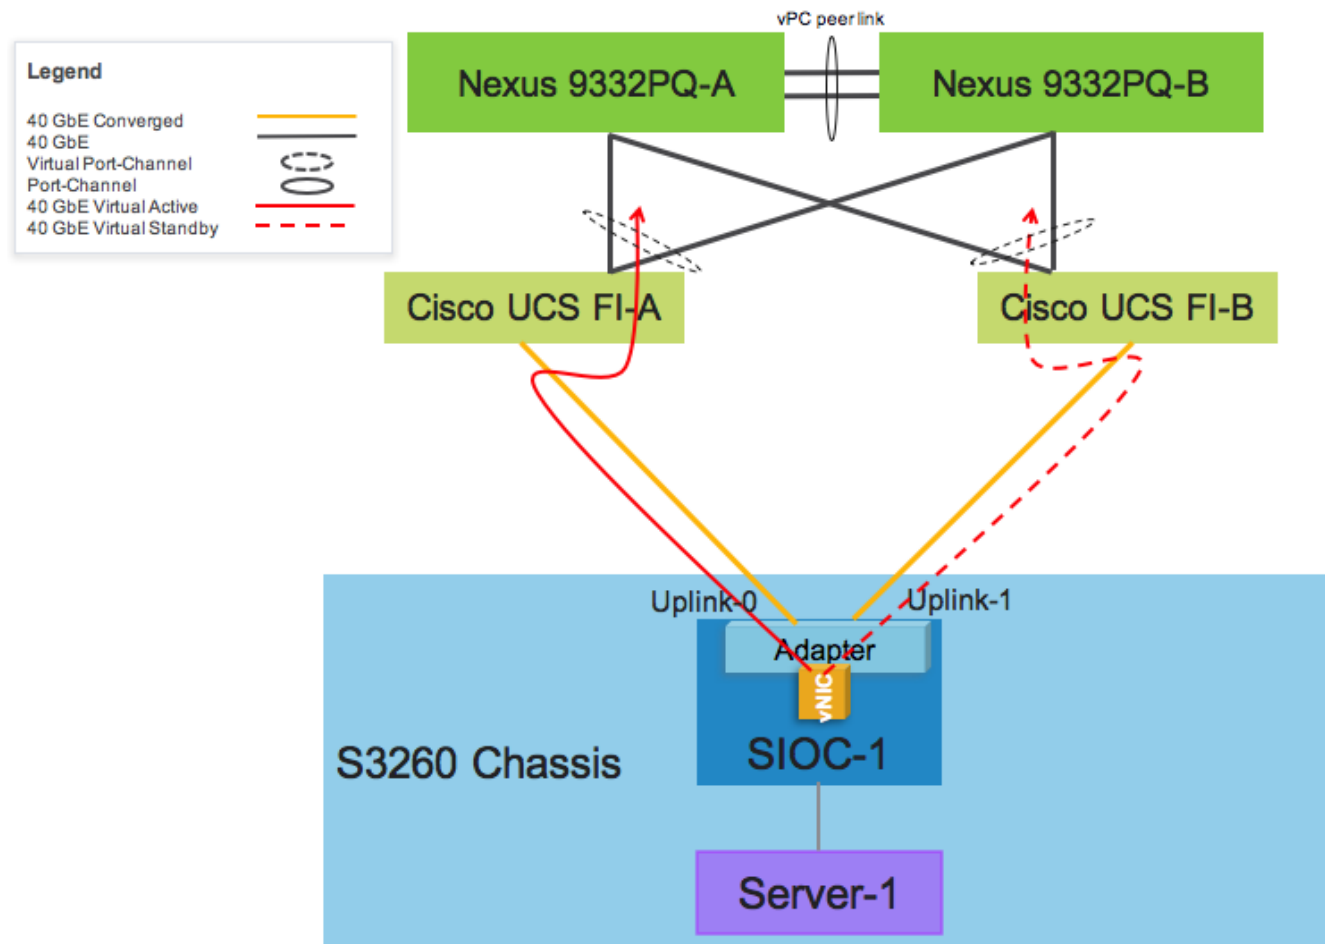 vPC peer link
Legend
40 GbE Converged
40 GbE
Virtual Port-Channel
Port-Channel
40 GbE Virtual Active
40 GbE Virtual Standby
Nexus 9332PQ-A
Nexus 9332PQ-B
Cisco UCS FI-A
Cisco UCS FI-B
Uplink-0
Uplink-1
Adapter
vNIC
SIOC-1
S3260 Chassis
Server-1